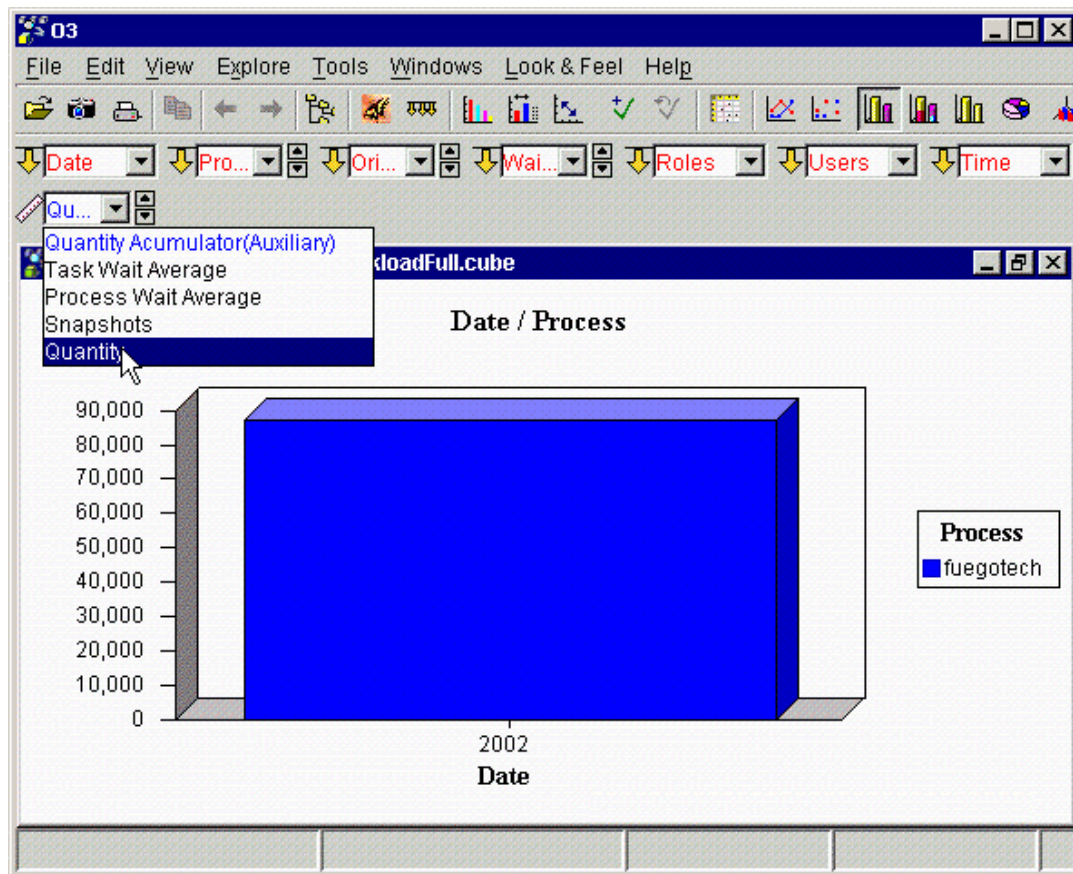 O3
File Edit View Explore Tools Windows Look & Feel Help
Date Pro... Ori... Wai... Roles Users Time
Qu...
Quantity Acumulator(Auxiliary)
Task Wait Average
Process Wait Average
Snapshots
Quantity
kloadFull.cube
Date / Process
90,000
80,000
70,000
60,000
50,000
40,000
30,000
20,000
10,000
0
2002
Date
Process
fuegotech